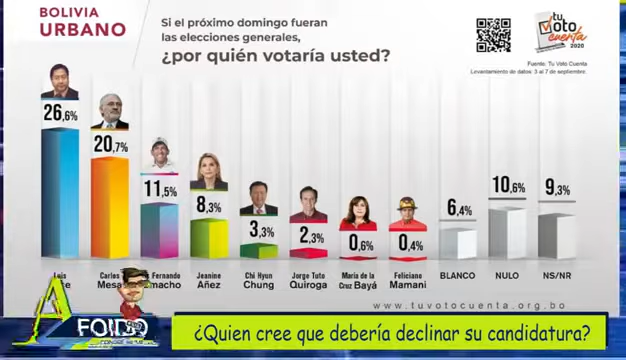 BOLIVIA
URBANO
Si el próximo domingo fueran
las elecciones generales,
¿por quién votaría usted?
tu
Voto
cuenta
2020
Fuente: Tu Voto Cuenta
Levantamiento de datos: 3 al 7 de septiembre.
26,6%
20,7%
11,5%
8,3%
3,3%
2,3%
0,6%
0,4%
6,4%
10,6%
9,3%
Luis
Carlos
Mesa
Fernando
Jeanine
Añez
Chi Hyun
Chung
Jorge Tuto
Quiroga
María de la
Cruz Bayá
Feliciano
Mamani
BLANCO
NULO
NS/NR
www.tuvotocuenta.org.bo
¿Quien cree que debería declinar su candidatura?